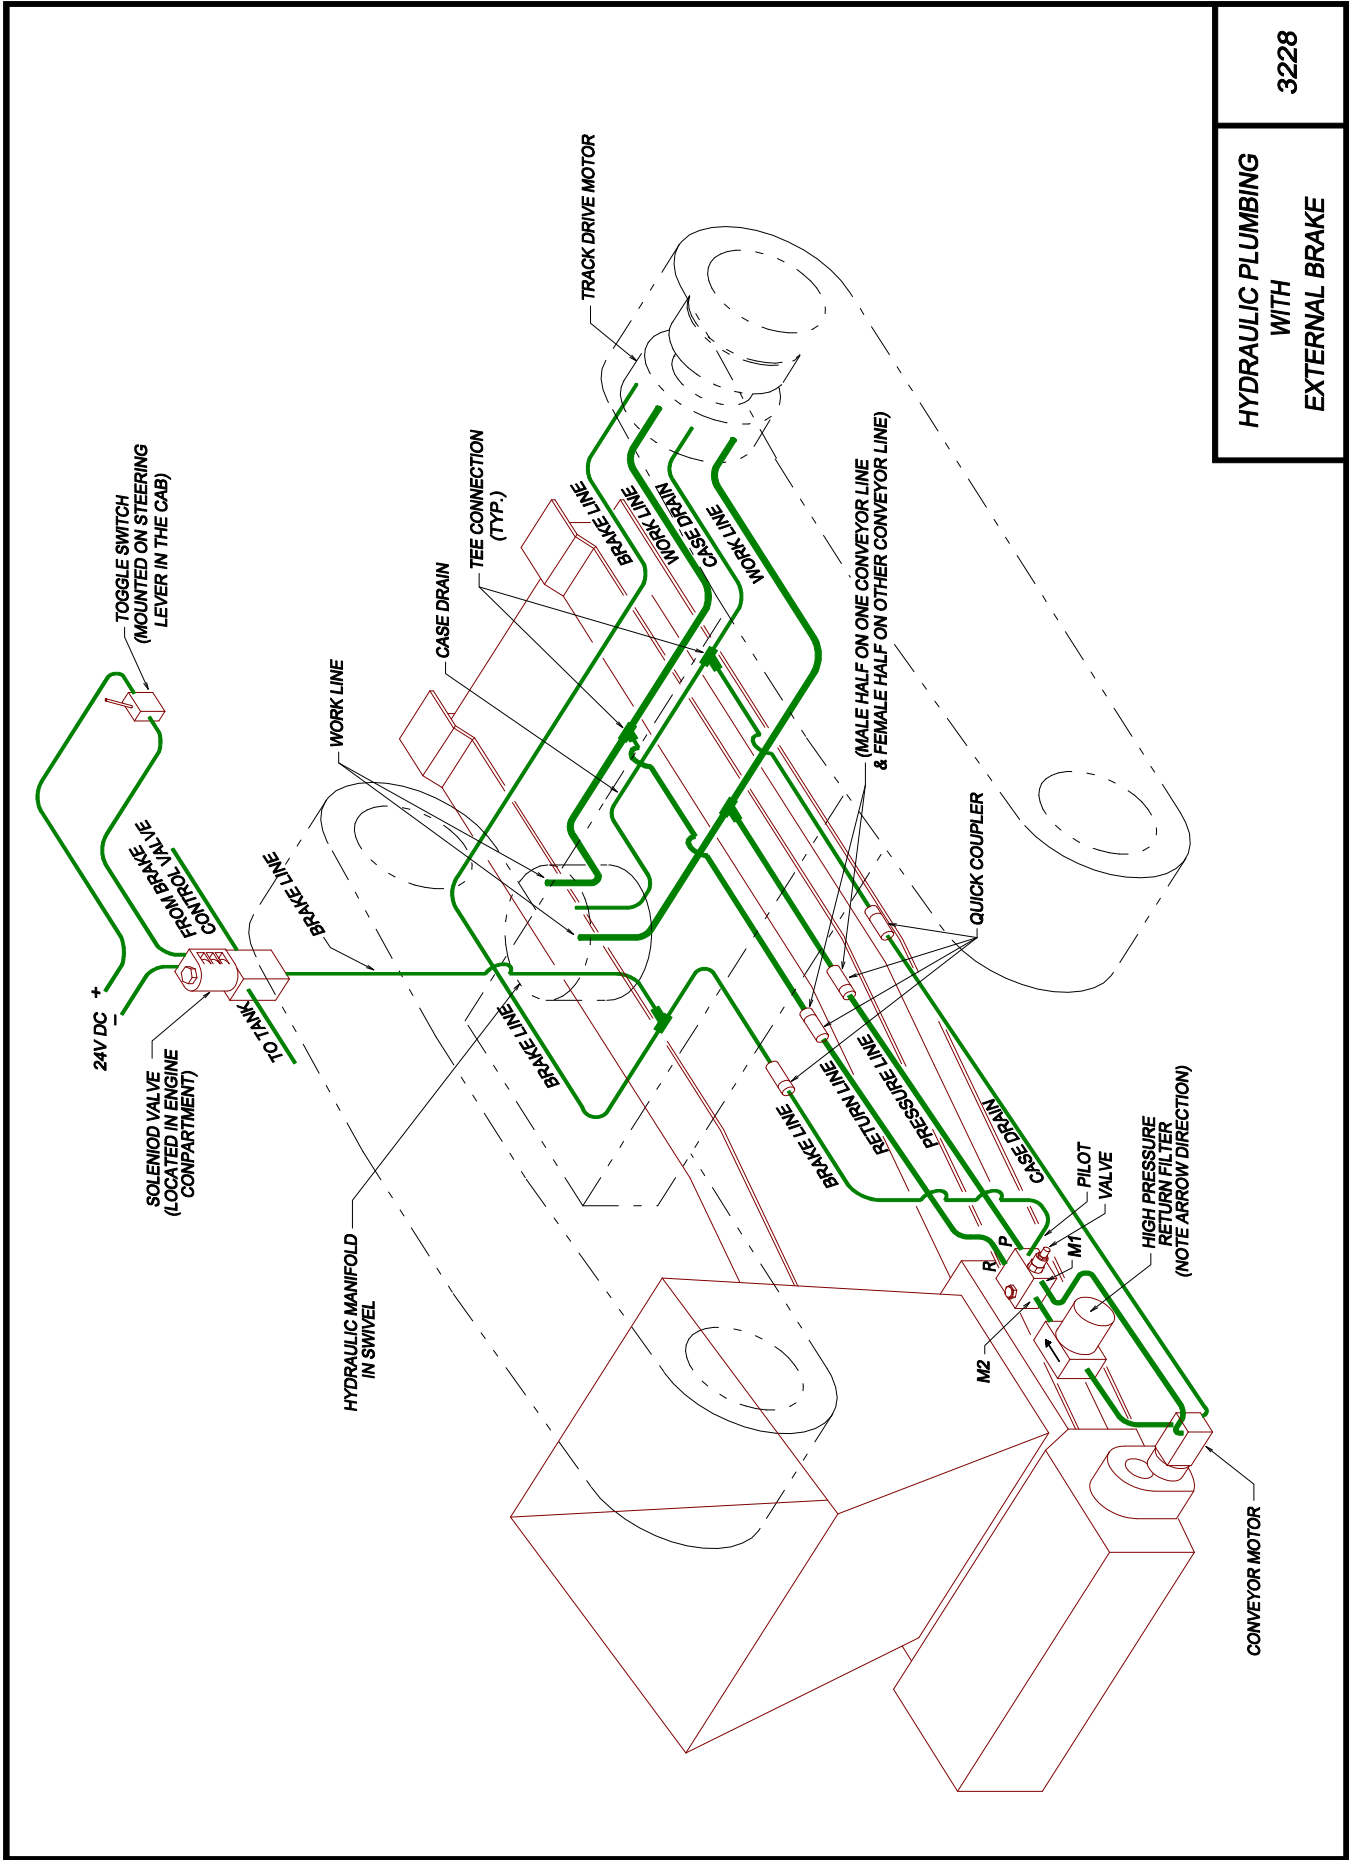 TOGGLE SWITCH
(MOUNTED ON STEERING
LEVER IN THE CAB)
24V DC
+
–
SOLENIOD VALVE
(LOCATED IN ENGINE
CONPARTMENT)
FROM BRAKE
CONTROL VALVE
TO TANK
BRAKE LINE
WORK LINE
CASE DRAIN
TEE CONNECTION
(TYP.)
TRACK DRIVE MOTOR
BRAKE LINE
WORK LINE
CASE DRAIN
WORK LINE
HYDRAULIC MANIFOLD
IN SWIVEL
BRAKE LINE
(MALE HALF ON ONE CONVEYOR LINE
& FEMALE HALF ON OTHER CONVEYOR LINE)
QUICK COUPLER
BRAKE LINE
RETURN LINE
PRESSURE LINE
CASE DRAIN
R
P
M1
M2
PILOT
VALVE
HIGH PRESSURE
RETURN FILTER
(NOTE ARROW DIRECTION)
CONVEYOR MOTOR
HYDRAULIC PLUMBING
WITH
EXTERNAL BRAKE
3228